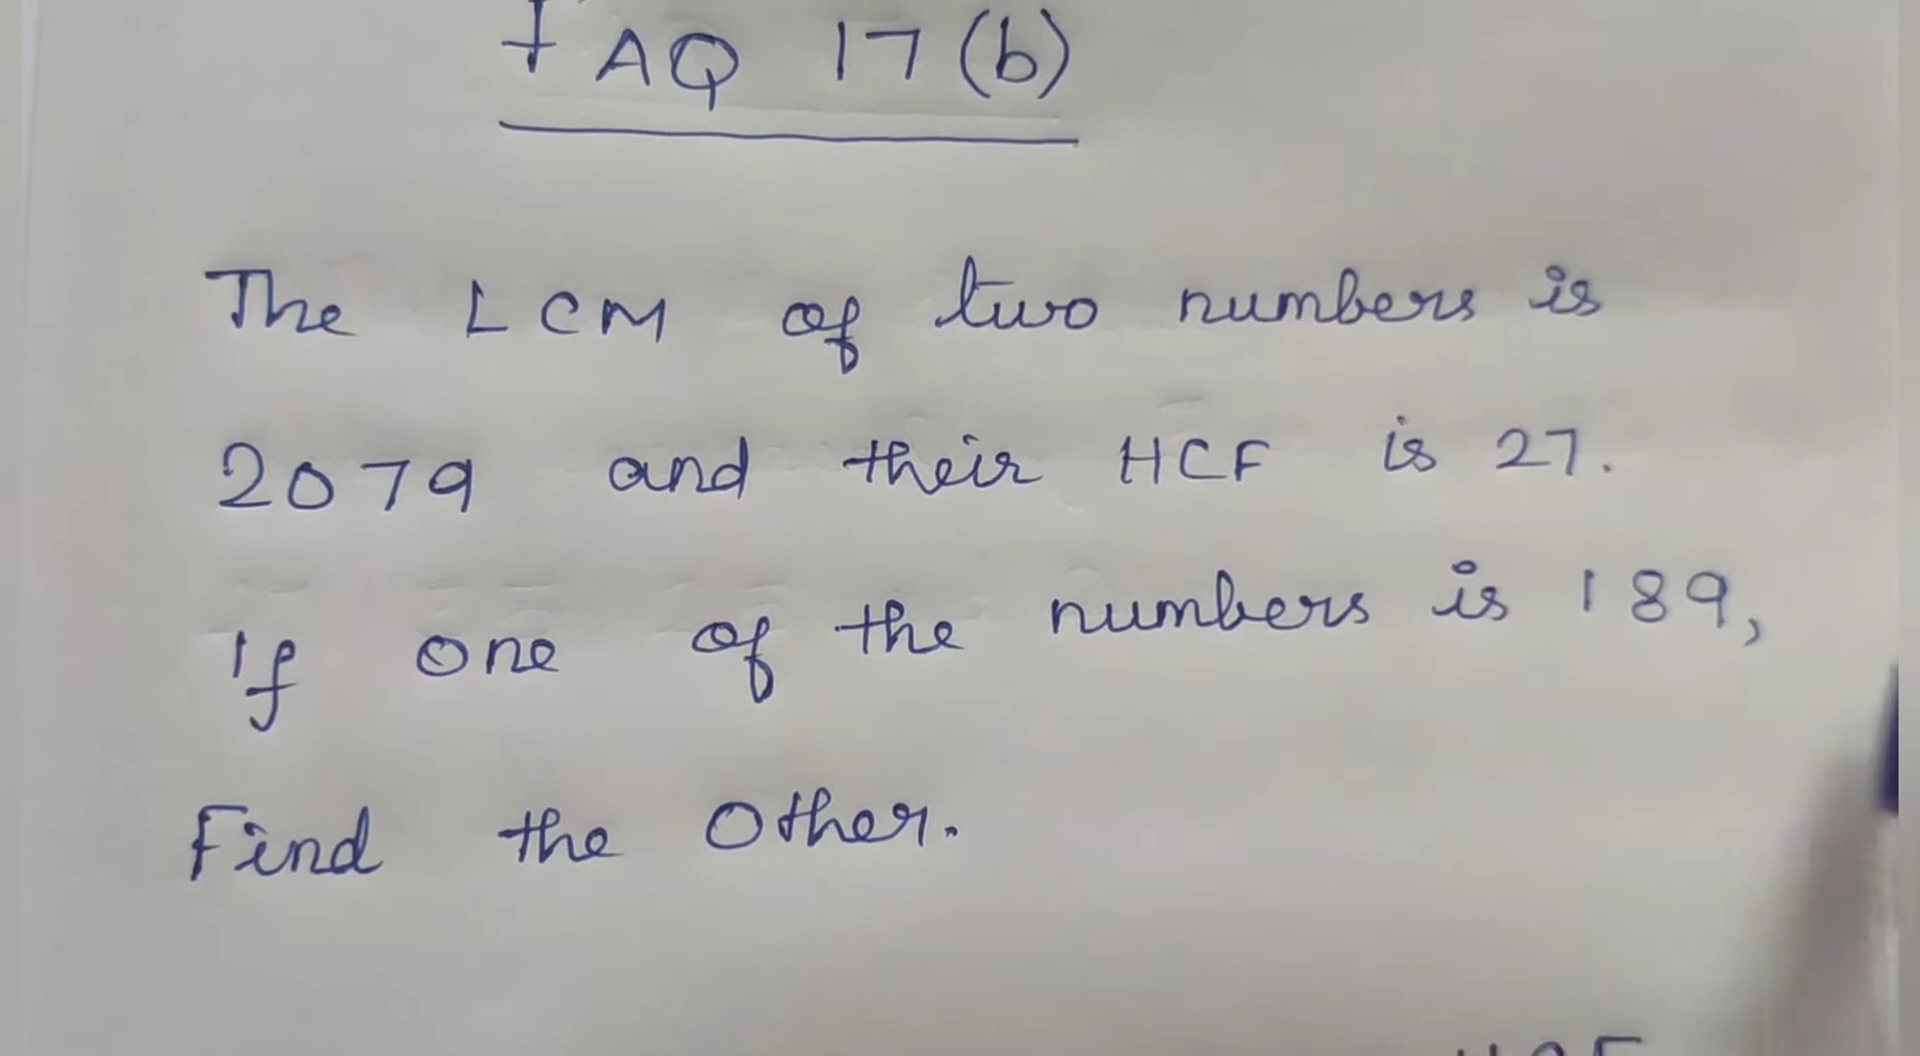 FAQ 17 (b)
The LCM of two numbers is
2079 and their HCF is 27.
If one of the numbers is 189,
Find the Other.